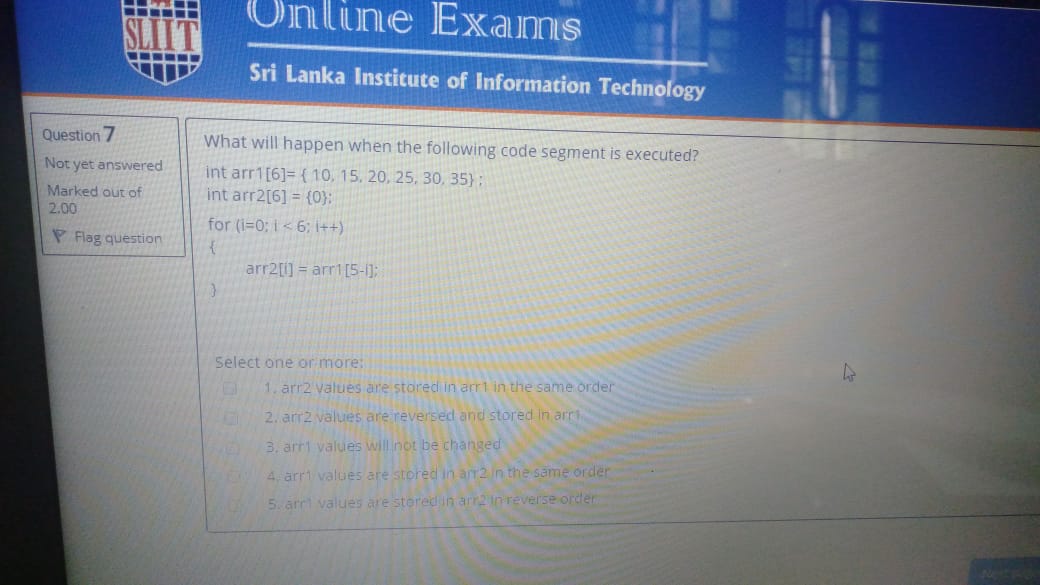 SLIIT
Online Exams
Sri Lanka Institute of Information Technology
Question 7
Not yet answered
Marked out of
2.00
Flag question
What will happen when the following code segment is executed?
int arr1[6]= { 10, 15, 20, 25, 30, 35} ;
int arr2[6] = {0};
for (i=0; i < 6; i++)
{
arr2[i] = arr1[5-i];
}
Select one or more:
1. arr2 values are stored in arr1 in the same order
2. arr2 values are reversed and stored in arr1
3. arr1 values will not be changed
4. arr1 values are stored in arr2 in the same order
5. arr1 values are stored in arr2 in reverse order